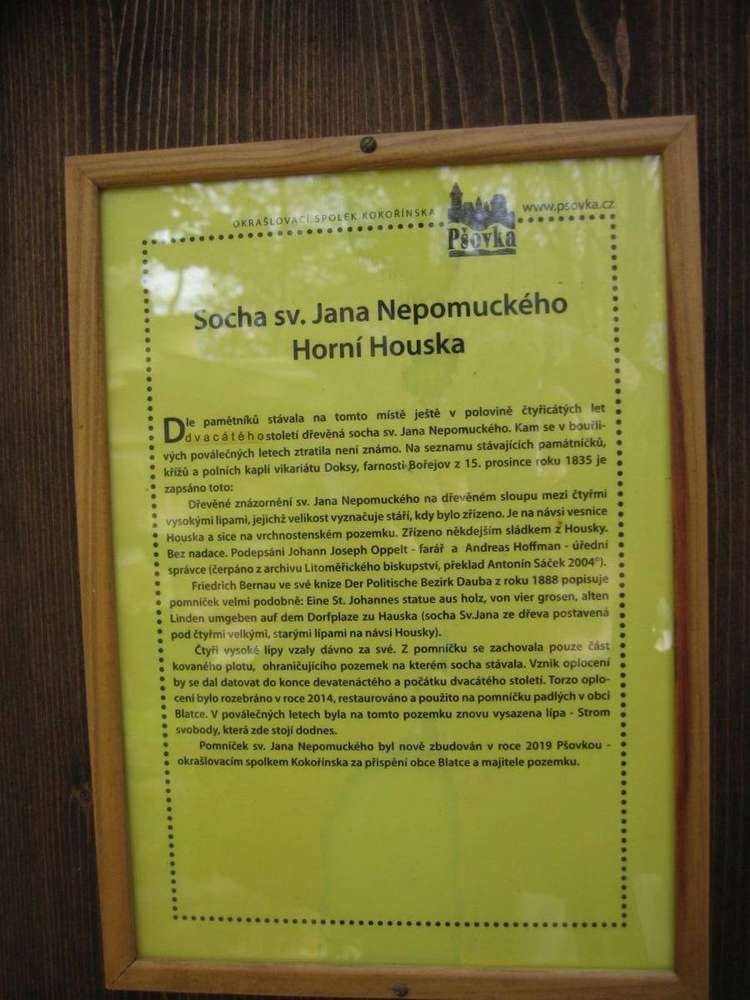 OKRAŠLOVACÍ SPOLEK KOKOŘÍNSKA
Pšovka
www.psovka.cz
Socha sv. Jana Nepomuckého
Horní Houska
Dle pamětníků stávala na tomto místě ještě v polovině čtyřicátých let
dvacátého století dřevěná socha sv. Jana Nepomuckého. Kam se v bouřli-
vých poválečných letech ztratila není známo. Na seznamu stávajících památníčků,
křížů a polních kaplí vikariátu Doksy, farnosti Bořejov z 15. prosince roku 1835 je
zapsáno toto:
Dřevěné znázornění sv. Jana Nepomuckého na dřevěném sloupu mezi čtyřmi
vysokými lipami, jejichž velikost vyznačuje stáří, kdy bylo zřízeno. Je na návsi vesnice
Houska a sice na vrchnostenském pozemku. Zřízeno někdejším sládkem z Housky.
Bez nadace. Podepsáni Johann Joseph Oppelt - farář a Andreas Hoffman - úřední
správce (čerpáno z archivu Litoměřického biskupství, překlad Antonín Sáček 2004©).
Friedrich Bernau ve své knize Der Politische Bezirk Dauba z roku 1888 popisuje
pomníček velmi podobně: Eine St. Johannes statue aus holz, von vier grosen, alten
Linden umgeben auf dem Dorfplaze zu Hauska (socha Sv.Jana ze dřeva postavená
pod čtyřmi velkými, starými lípami na návsi Housky).
Čtyři vysoké lípy vzaly dávno za své. Z pomníčku se zachovala pouze část
kovaného plotu, ohraničujícího pozemek na kterém socha stávala. Vznik oplocení
by se dal datovat do konce devatenáctého a počátku dvacátého století. Torzo oplo-
cení bylo rozebráno v roce 2014, restaurováno a použito na pomníčku padlých v obci
Blatce. V poválečných letech byla na tomto pozemku znovu vysazena lípa - Strom
svobody, která zde stojí dodnes.
Pomníček sv. Jana Nepomuckého byl nově zbudován v roce 2019 Pšovkou -
okrašlovacím spolkem Kokořínska za přispění obce Blatce a majitele pozemku.